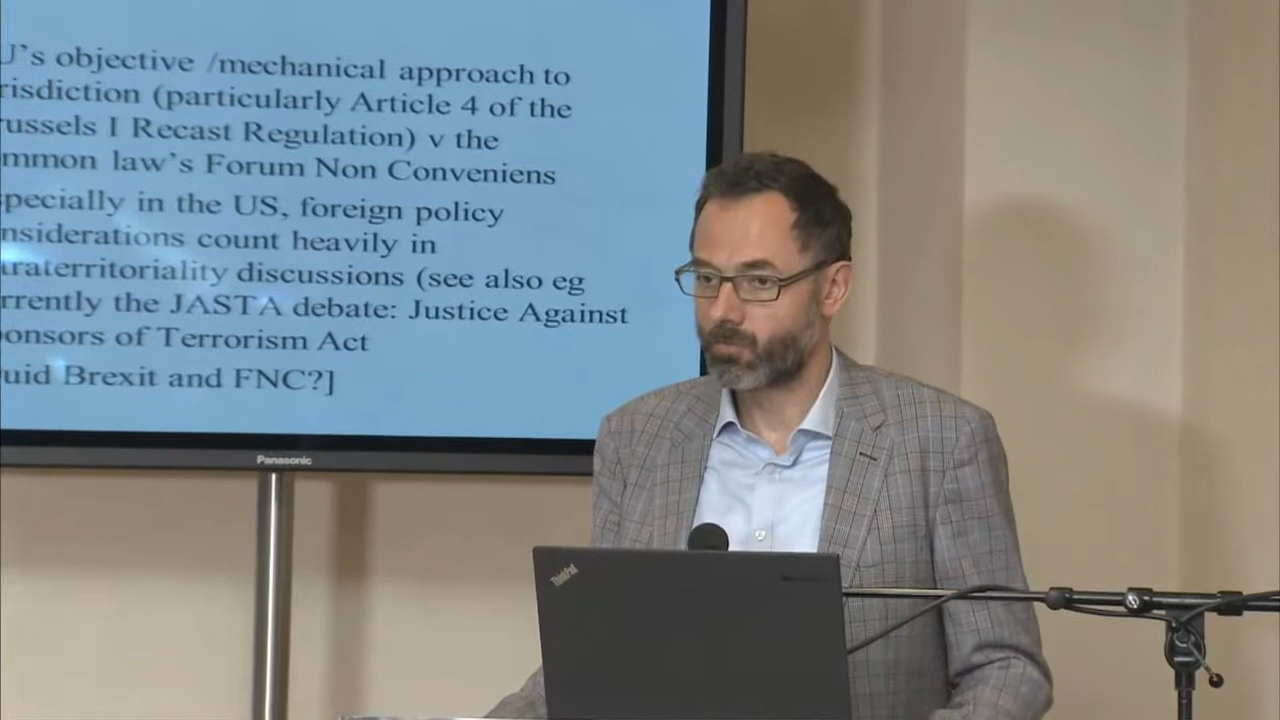 U's objective /mechanical approach to
risdiction (particularly Article 4 of the
russels I Recast Regulation) v the
mmon law's Forum Non Conveniens
specially in the US, foreign policy
nsiderations count heavily in
traterritoriality discussions (see also eg
rrently the JASTA debate: Justice Against
ponsors of Terrorism Act
uid Brexit and FNC?]
Panasonic
ThinkPad